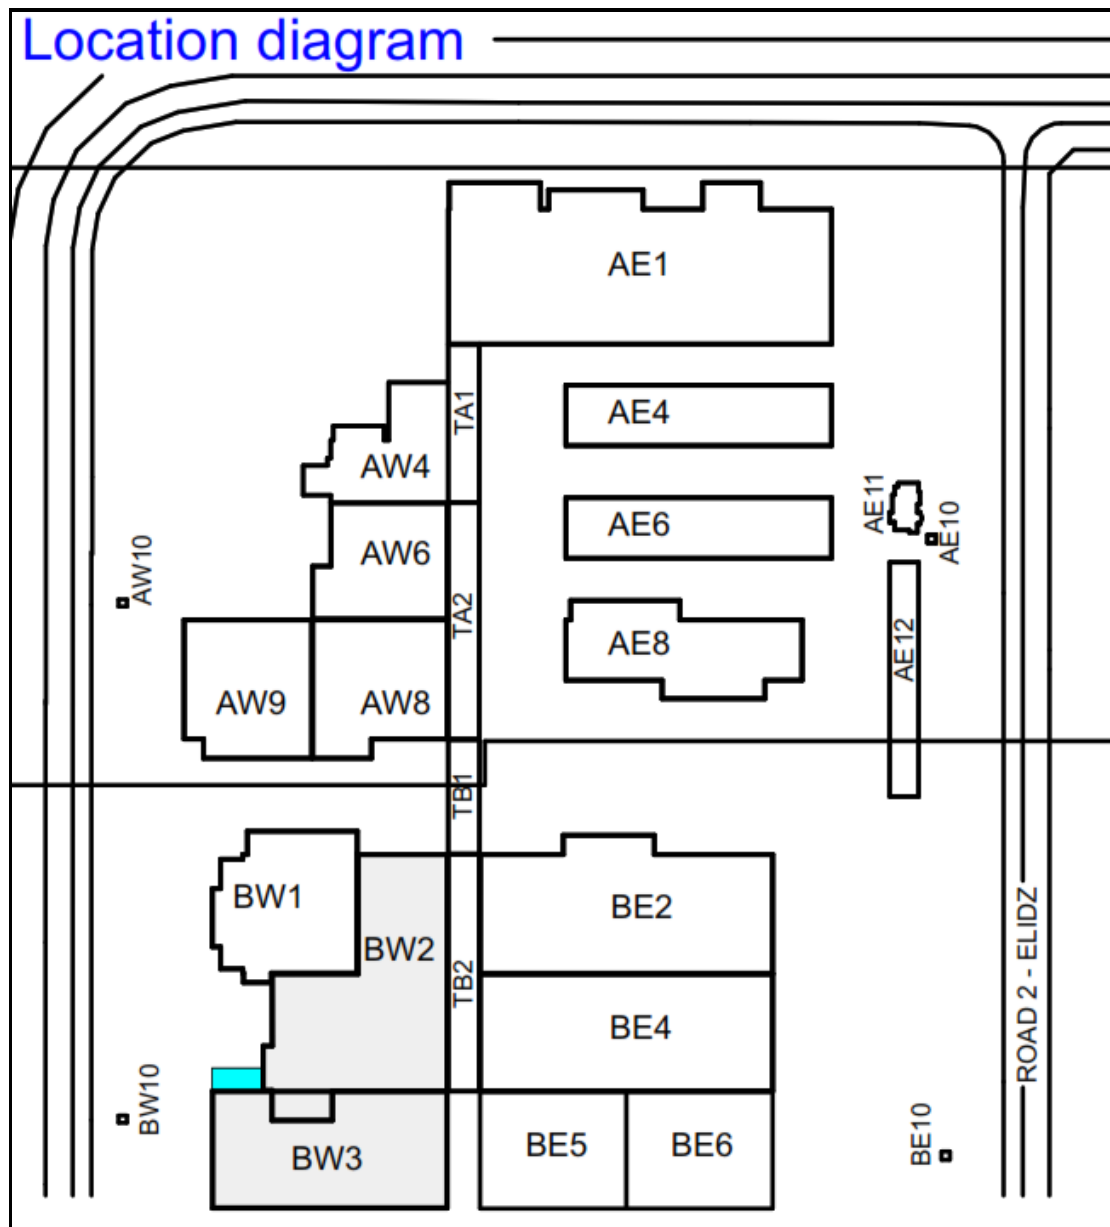 Location diagram
AE1
TA1
AE4
AW4
AE11
AE6
AE10
AW6
AW10
TA2
AE8
AE12
AW9
AW8
TB1
BW1
BE2
BW2
TB2
ROAD 2 - ELIDZ
BE4
BW10
BE10
BE5
BE6
BW3